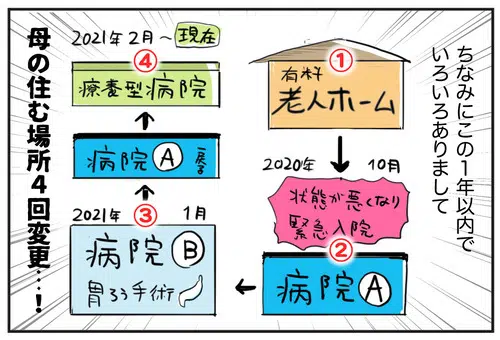 ちなみにこの1年以内で
いろいろありまして
①
有料
老人ホーム
2020年 10月
状態が悪くなり
緊急入院
②
病院Ⓐ
2021年 ③ 1月
病院Ⓑ
胃ろう手術
病院Ⓐ 戻る
2021年2月～現在
④
療養型病院
母の住む場所4回変更…！